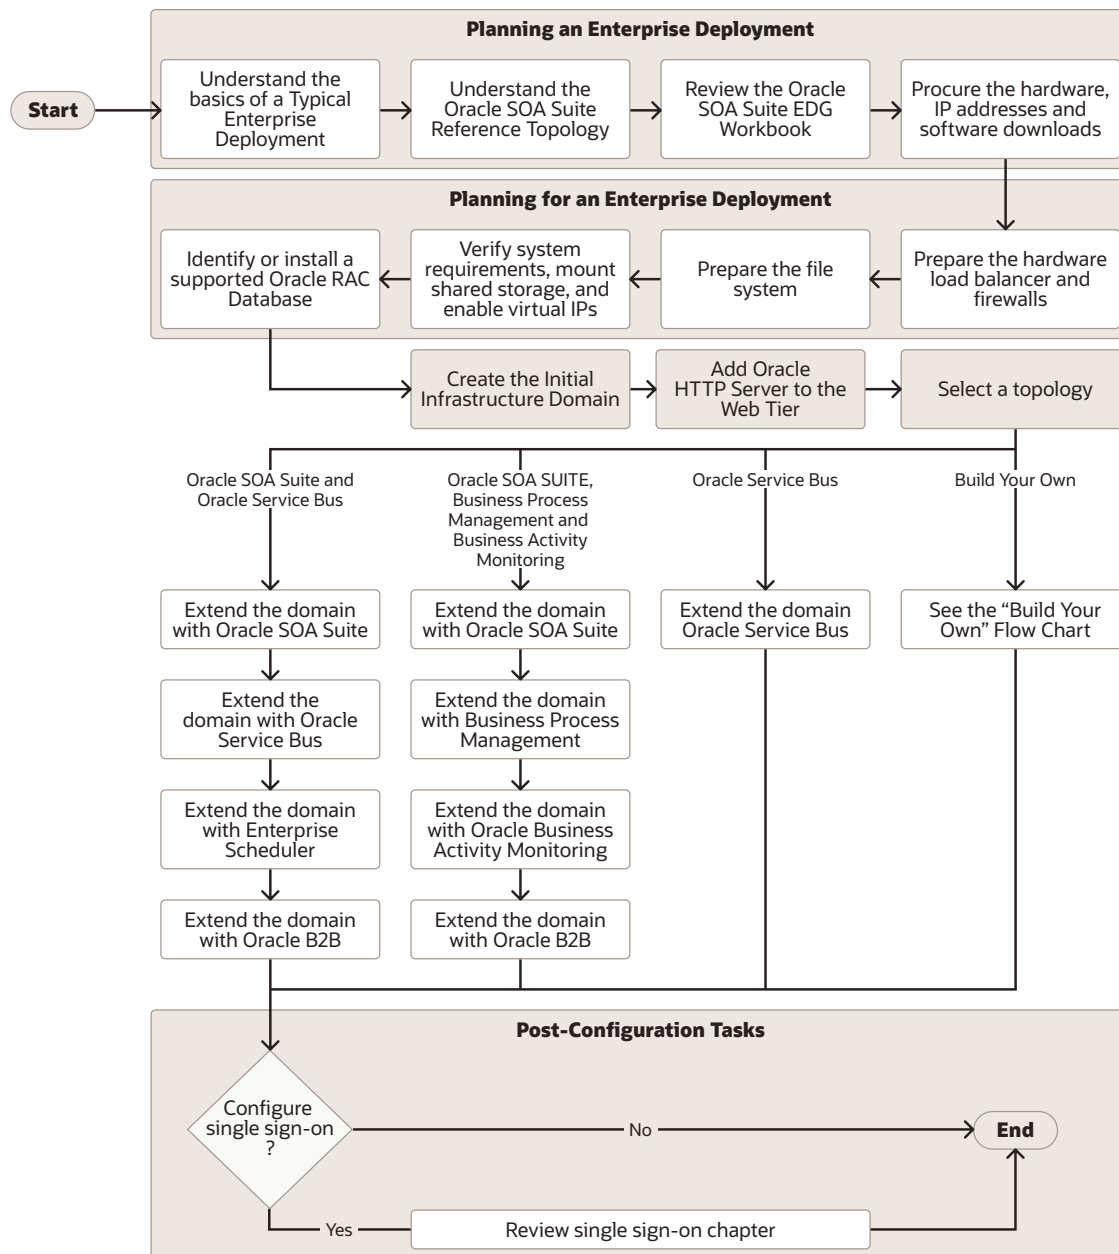 Planning an Enterprise Deployment
Start
Understand the
basics of a Typical
Enterprise
Deployment
Understand the
Oracle SOA Suite
Reference Topology
Review the Oracle
SOA Suite EDG
Workbook
Procure the hardware,
IP addresses and
software downloads
Planning for an Enterprise Deployment
Identify or install a
supported Oracle RAC
Database
Verify system
requirements, mount
shared storage, and
enable virtual IPs
Prepare the file
system
Prepare the hardware
load balancer and
firewalls
Create the Initial
Infrastructure Domain
Add Oracle
HTTP Server to the
Web Tier
Select a topology
Oracle SOA Suite and
Oracle Service Bus
Oracle SOA SUITE,
Business Process
Management and
Business Activity
Monitoring
Oracle Service Bus
Build Your Own
Extend the domain
with Oracle SOA Suite
Extend the domain
with Oracle SOA Suite
Extend the domain
Oracle Service Bus
See the “Build Your
Own” Flow Chart
Extend the
domain with Oracle
Service Bus
Extend the domain
with Business Process
Management
Extend the domain
with Enterprise
Scheduler
Extend the domain
with Oracle Business
Activity Monitoring
Extend the domain
with Oracle B2B
Extend the domain
with Oracle B2B
Post-Configuration Tasks
Configure
single sign-on
?
No
End
Yes
Review single sign-on chapter